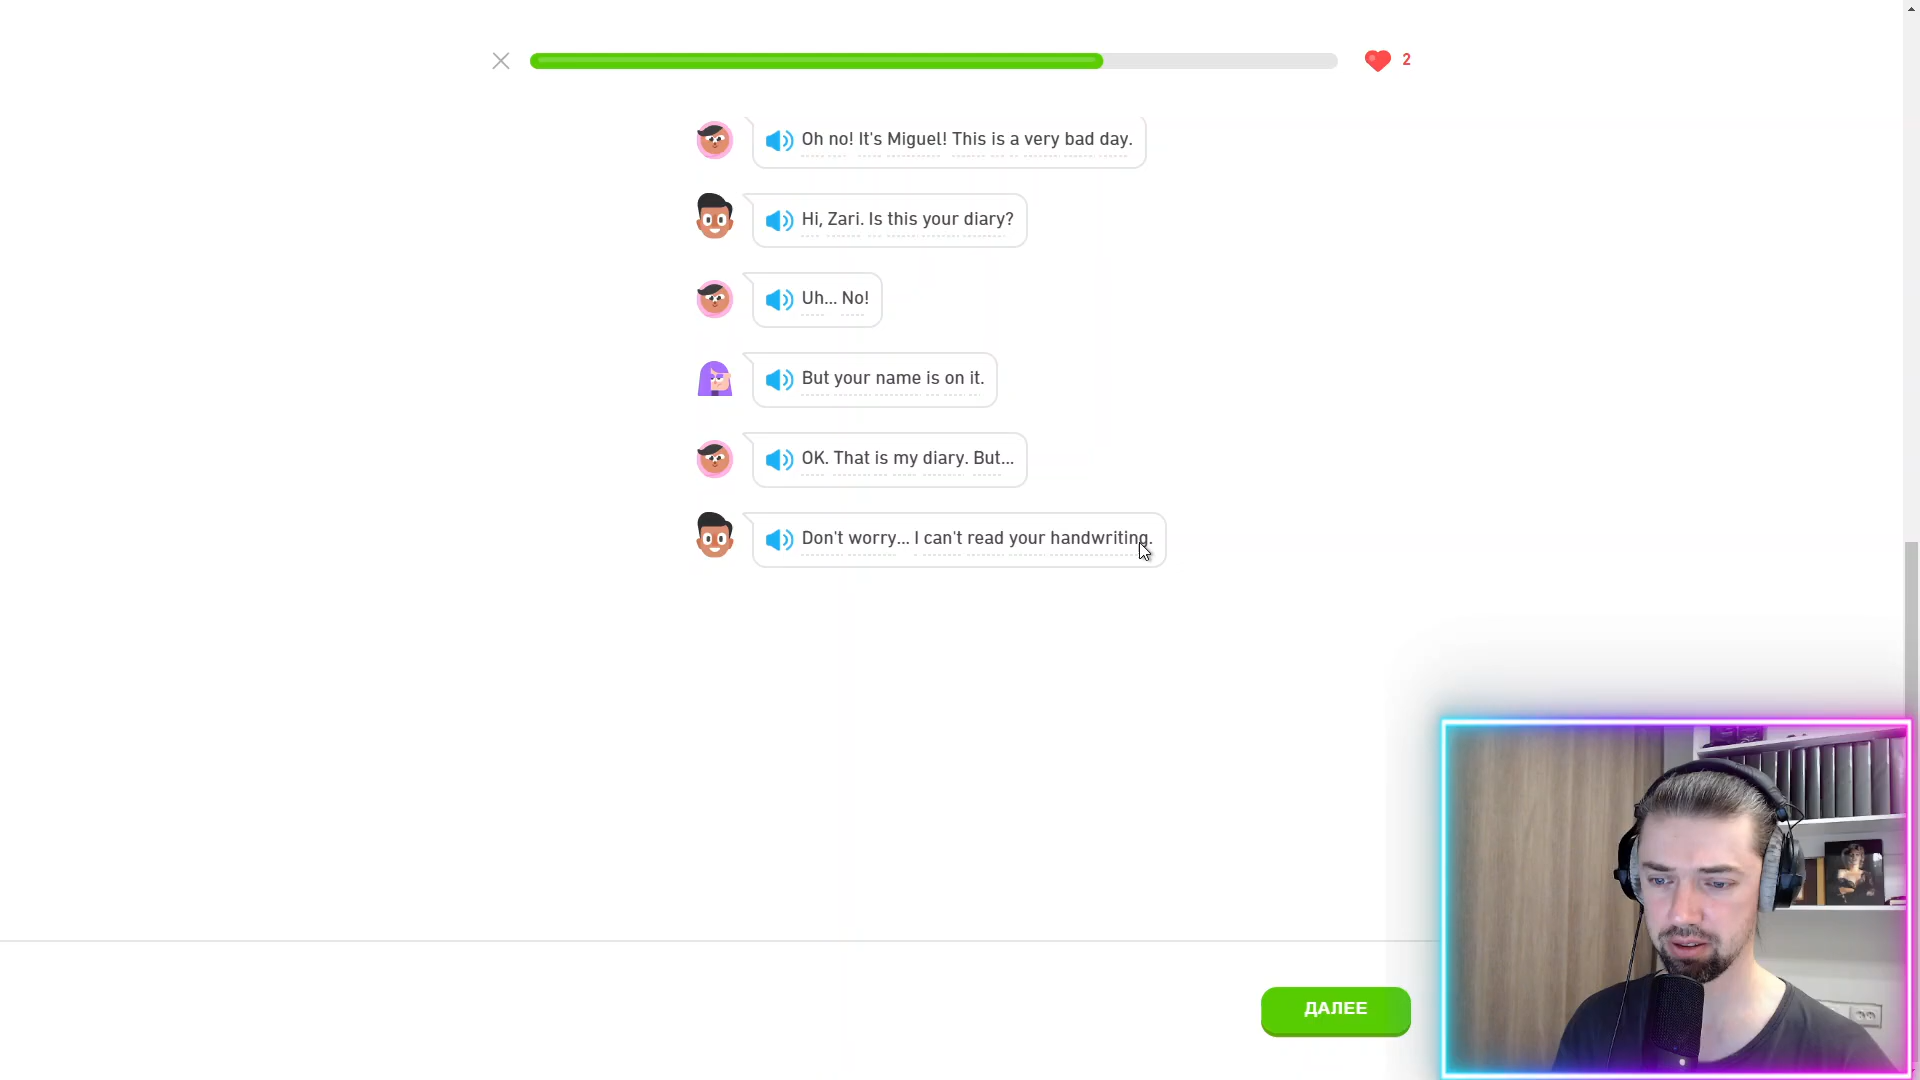 2
Oh no! It's Miguel! This is a very bad day.
Hi, Zari. Is this your diary?
Uh... No!
But your name is on it.
OK. That is my diary. But...
Don't worry... I can't read your handwriting.
ДАЛЕЕ